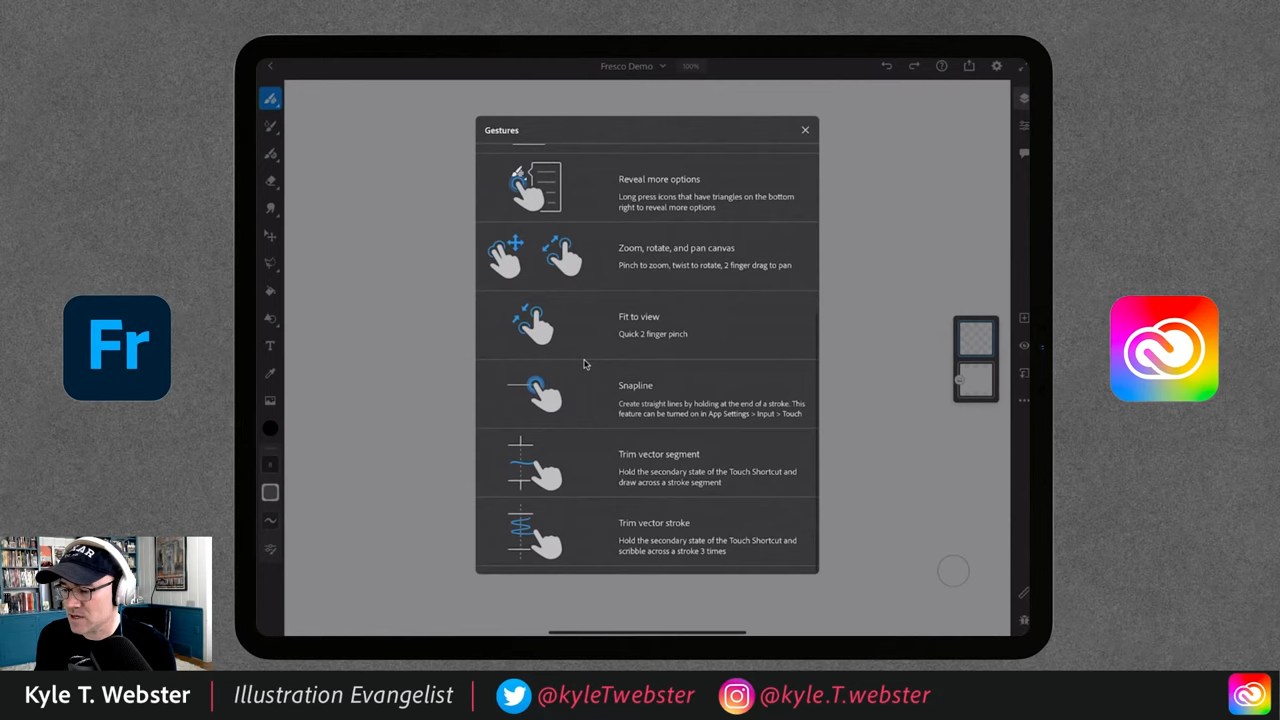 Fresco Demo
100%
Gestures
Reveal more options
Long press icons that have triangles on the bottom
right to reveal more options
Zoom, rotate, and pan canvas
Pinch to zoom, twist to rotate, 2 finger drag to pan
Fit to view
Quick 2 finger pinch
Snapline
Create straight lines by holding at the end of a stroke. This
feature can be turned on in App Settings > Input > Touch
Trim vector segment
Hold the secondary state of the Touch Shortcut and
draw across a stroke segment
Trim vector stroke
Hold the secondary state of the Touch Shortcut and
scribble across a stroke 3 times
Fr
Kyle T. Webster
Illustration Evangelist
@kyleTwebster
@kyle.T.webster